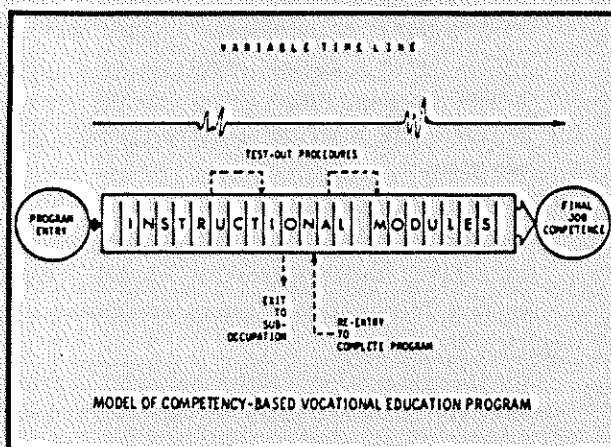 VARIABLE TIME LINE
TEST-OUT PROCEDURES
PROGRAM
ENTRY
INSTRUCTIONAL MODULES
FINAL
JOB
COMPETENCE
EXIT
TO
SUB-
OCCUPATION
RE-ENTRY
TO
COMPLETE PROGRAM
MODEL OF COMPETENCY-BASED VOCATIONAL EDUCATION PROGRAM